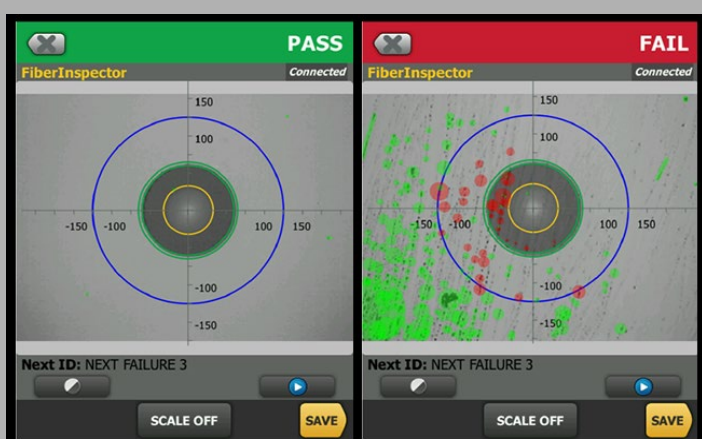 PASS
FiberInspector
Connected
150
100
-150 -100 100 150
-100
-150
Next ID: NEXT FAILURE 3
SCALE OFF
SAVE
FAIL
FiberInspector
Connected
150
100
-150 -100 100 150
-100
-150
Next ID: NEXT FAILURE 3
SCALE OFF
SAVE